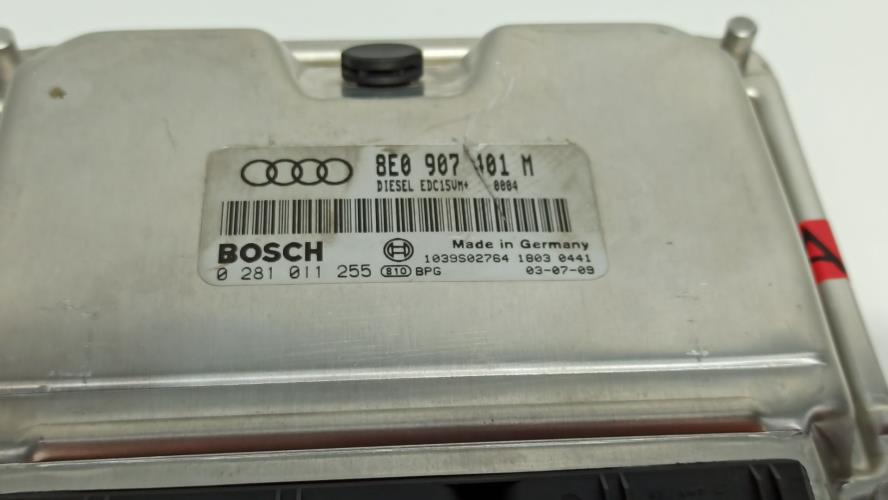 8E0 907 401 M
DIESEL EDC15VM+ 0004
BOSCH
Made in Germany
0 281 011 255 810 BPG
1039S02764 1803 0441
03-07-09
A